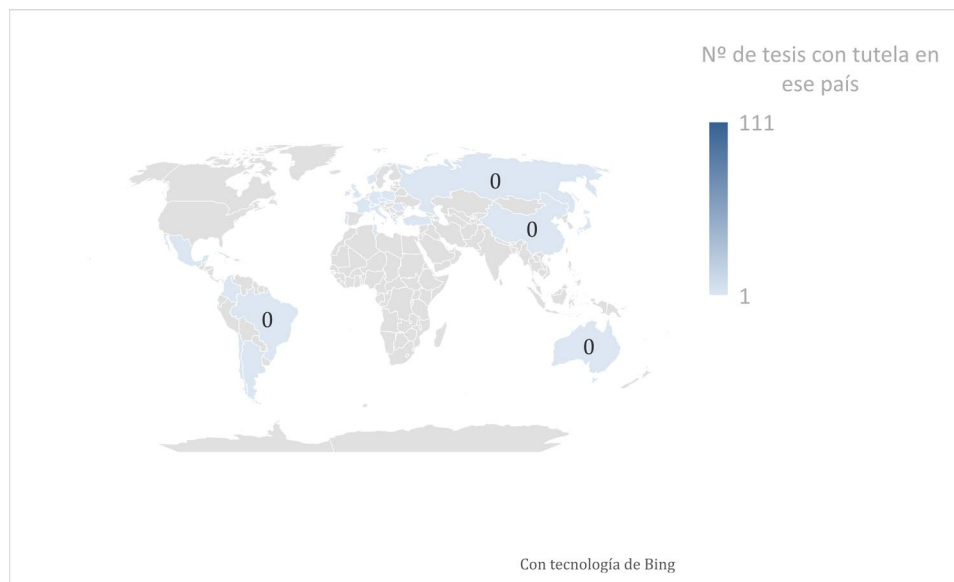 Nº de tesis con tutela en
ese país
111
1
0
0
0
0
Con tecnología de Bing